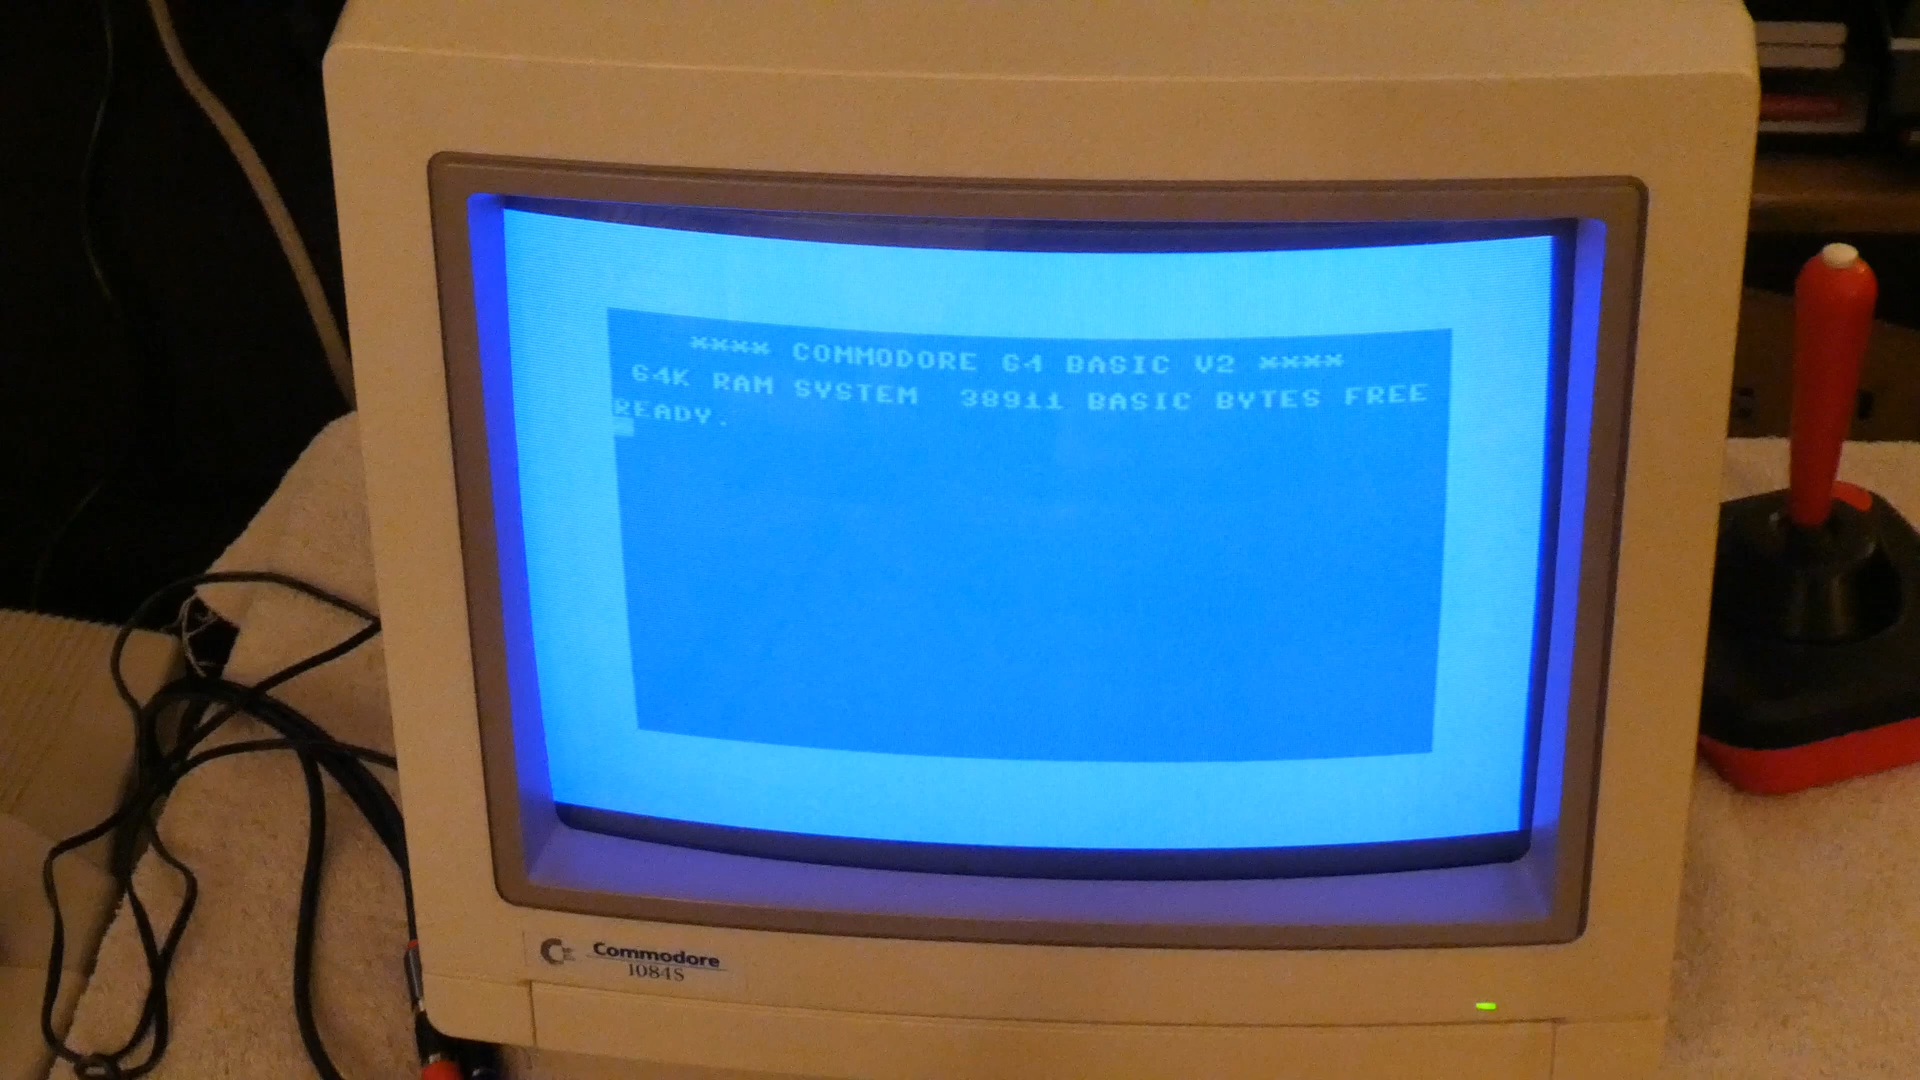 **** COMMODORE 64 BASIC V2 ****
64K RAM SYSTEM  38911 BASIC BYTES FREE
READY.
Commodore
1084S